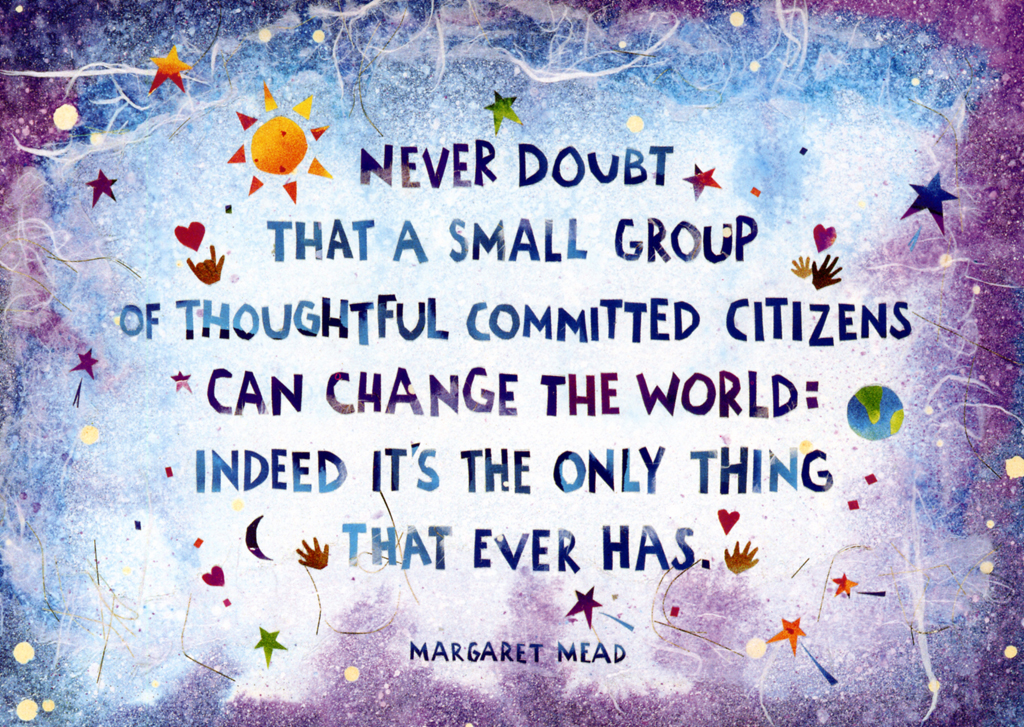 NEVER DOUBT
THAT A SMALL GROUP
OF THOUGHTFUL COMMITTED CITIZENS
CAN CHANGE THE WORLD:
INDEED IT'S THE ONLY THING
THAT EVER HAS.
MARGARET MEAD